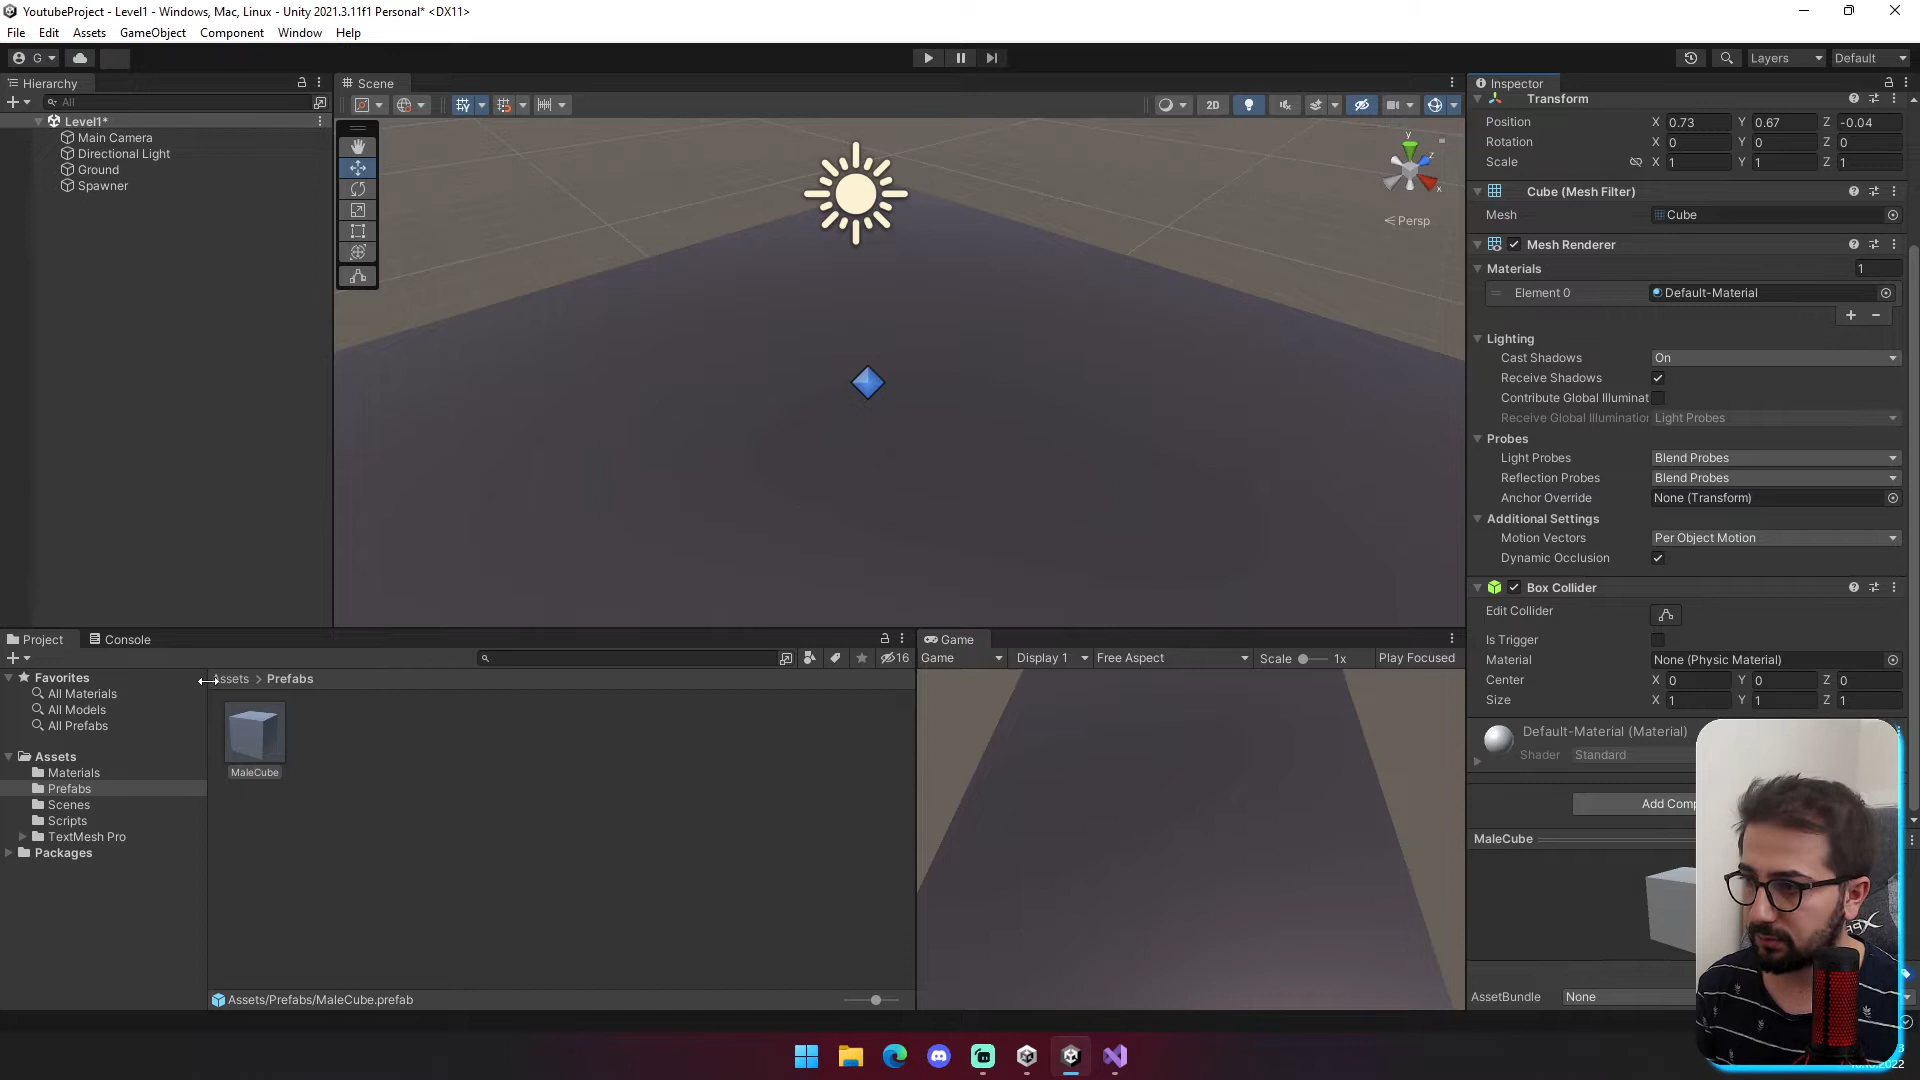 YoutubeProject - Level1 - Windows, Mac, Linux - Unity 2021.3.11f1 Personal* <DX11>
File Edit Assets GameObject Component Window Help
G
Layers
Default
Hierarchy
All
Level1*
Main Camera
Directional Light
Ground
Spawner
Scene
2D
y
z
x
Persp
Inspector
Transform
Position X 0.73 Y 0.67 Z -0.04
Rotation X 0 Y 0 Z 0
Scale X 1 Y 1 Z 1
Cube (Mesh Filter)
Mesh Cube
Mesh Renderer
Materials 1
Element 0 Default-Material
Lighting
Cast Shadows On
Receive Shadows
Contribute Global Illuminat
Receive Global Illumination Light Probes
Probes
Light Probes Blend Probes
Reflection Probes Blend Probes
Anchor Override None (Transform)
Additional Settings
Motion Vectors Per Object Motion
Dynamic Occlusion
Box Collider
Edit Collider
Is Trigger
Material None (Physic Material)
Center X 0 Y 0 Z 0
Size X 1 Y 1 Z 1
Default-Material (Material)
Shader Standard
Add Comp
MaleCube
AssetBundle None
Project
Console
16
Favorites
All Materials
All Models
All Prefabs
Assets
Materials
Prefabs
Scenes
Scripts
TextMesh Pro
Packages
ssets > Prefabs
MaleCube
Assets/Prefabs/MaleCube.prefab
Game
Game Display 1 Free Aspect Scale 1x Play Focused